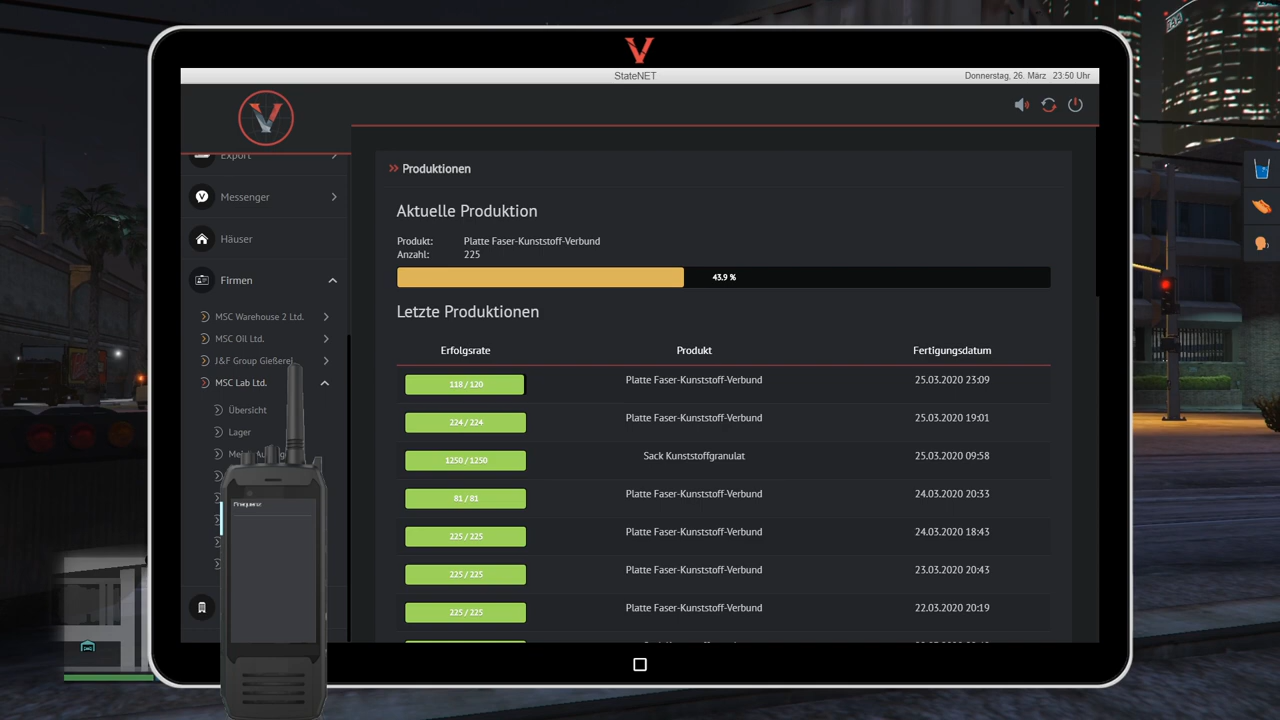 StateNET
Donnerstag, 26. März 23:50 Uhr
Export
Messenger
Häuser
Firmen
MSC Warehouse 2 Ltd.
MSC Oil Ltd.
J&F Group Gießerei
MSC Lab Ltd.
Übersicht
Lager
Produktionen
Aktuelle Produktion
Produkt: Platte Faser-Kunststoff-Verbund
Anzahl: 225
43.9 %
Letzte Produktionen
Erfolgsrate Produkt Fertigungsdatum
118 / 120 Platte Faser-Kunststoff-Verbund 25.03.2020 23:09
224 / 224 Platte Faser-Kunststoff-Verbund 25.03.2020 19:01
1250 / 1250 Sack Kunststoffgranulat 25.03.2020 09:58
81 / 81 Platte Faser-Kunststoff-Verbund 24.03.2020 20:33
225 / 225 Platte Faser-Kunststoff-Verbund 24.03.2020 18:43
225 / 225 Platte Faser-Kunststoff-Verbund 23.03.2020 20:43
225 / 225 Platte Faser-Kunststoff-Verbund 22.03.2020 20:19